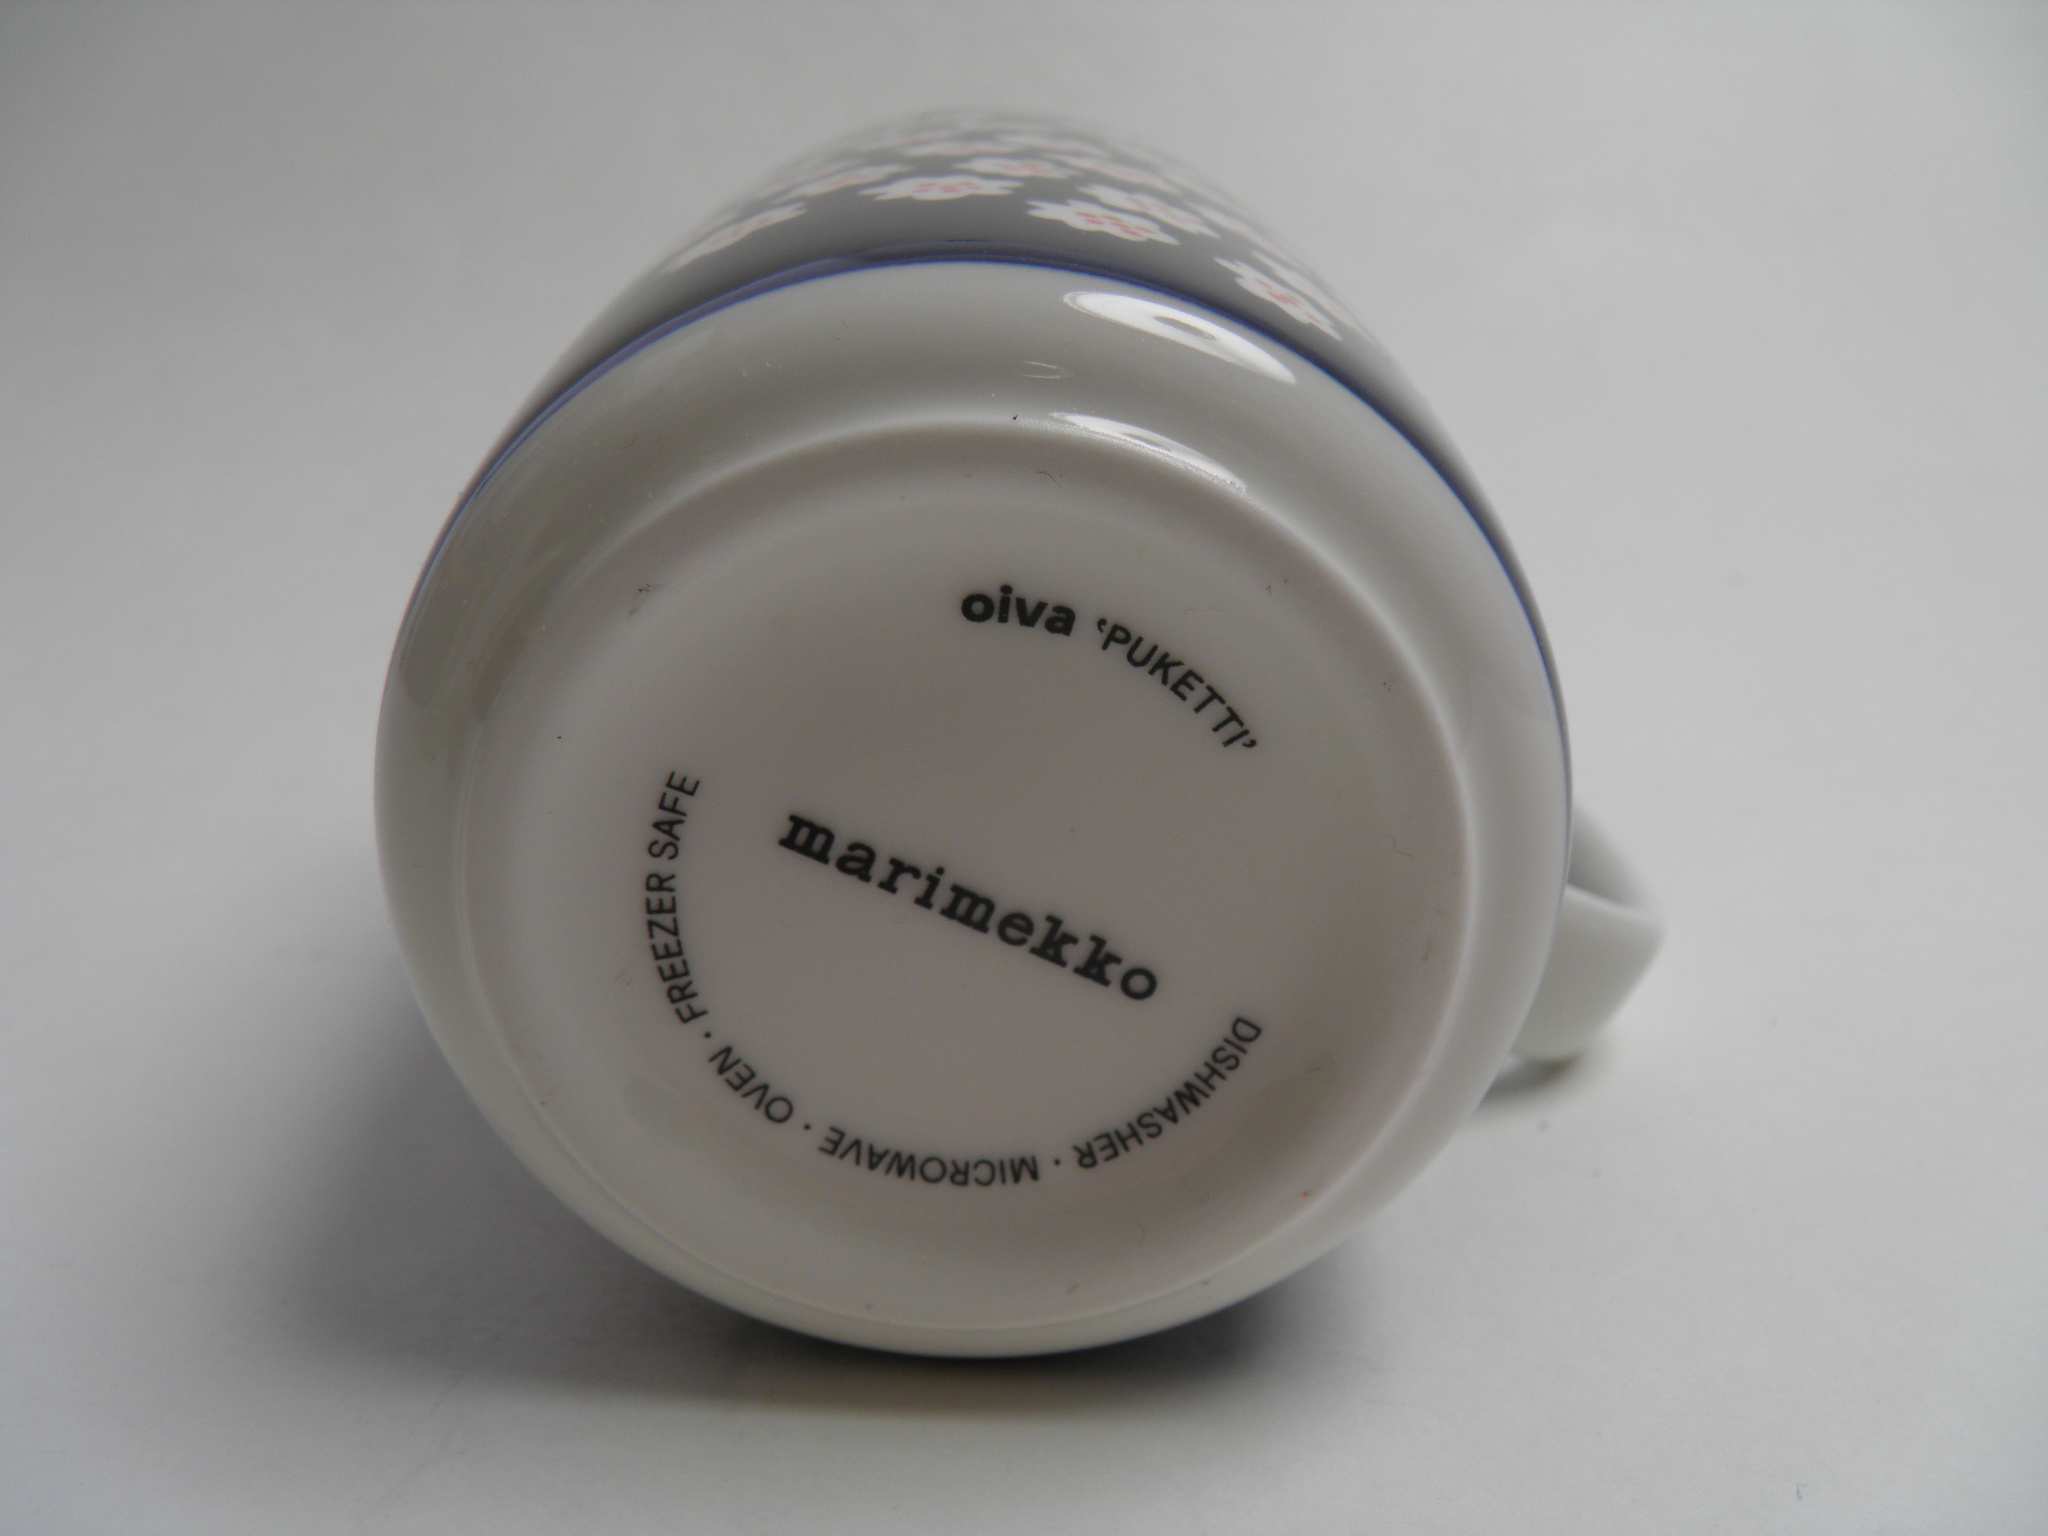 oiva ‘PUKETTI’
marimekko
DISHWASHER · MICROWAVE · OVEN · FREEZER SAFE